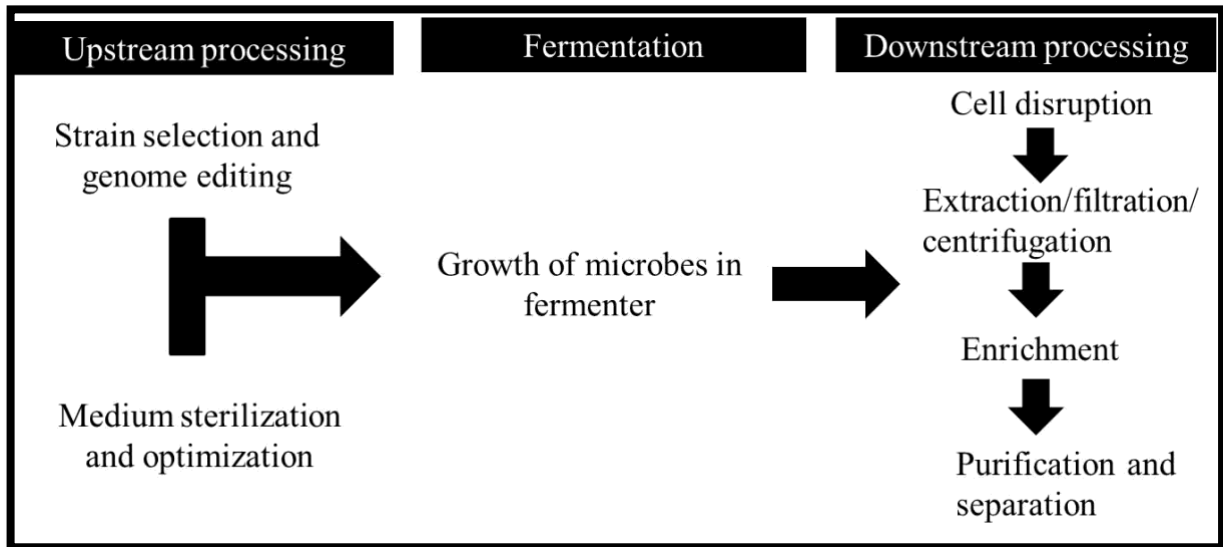 Upstream processing
Fermentation
Downstream processing
Strain selection and
genome editing
Medium sterilization
and optimization
Growth of microbes in
fermenter
Cell disruption
Extraction/filtration/
centrifugation
Enrichment
Purification and
separation